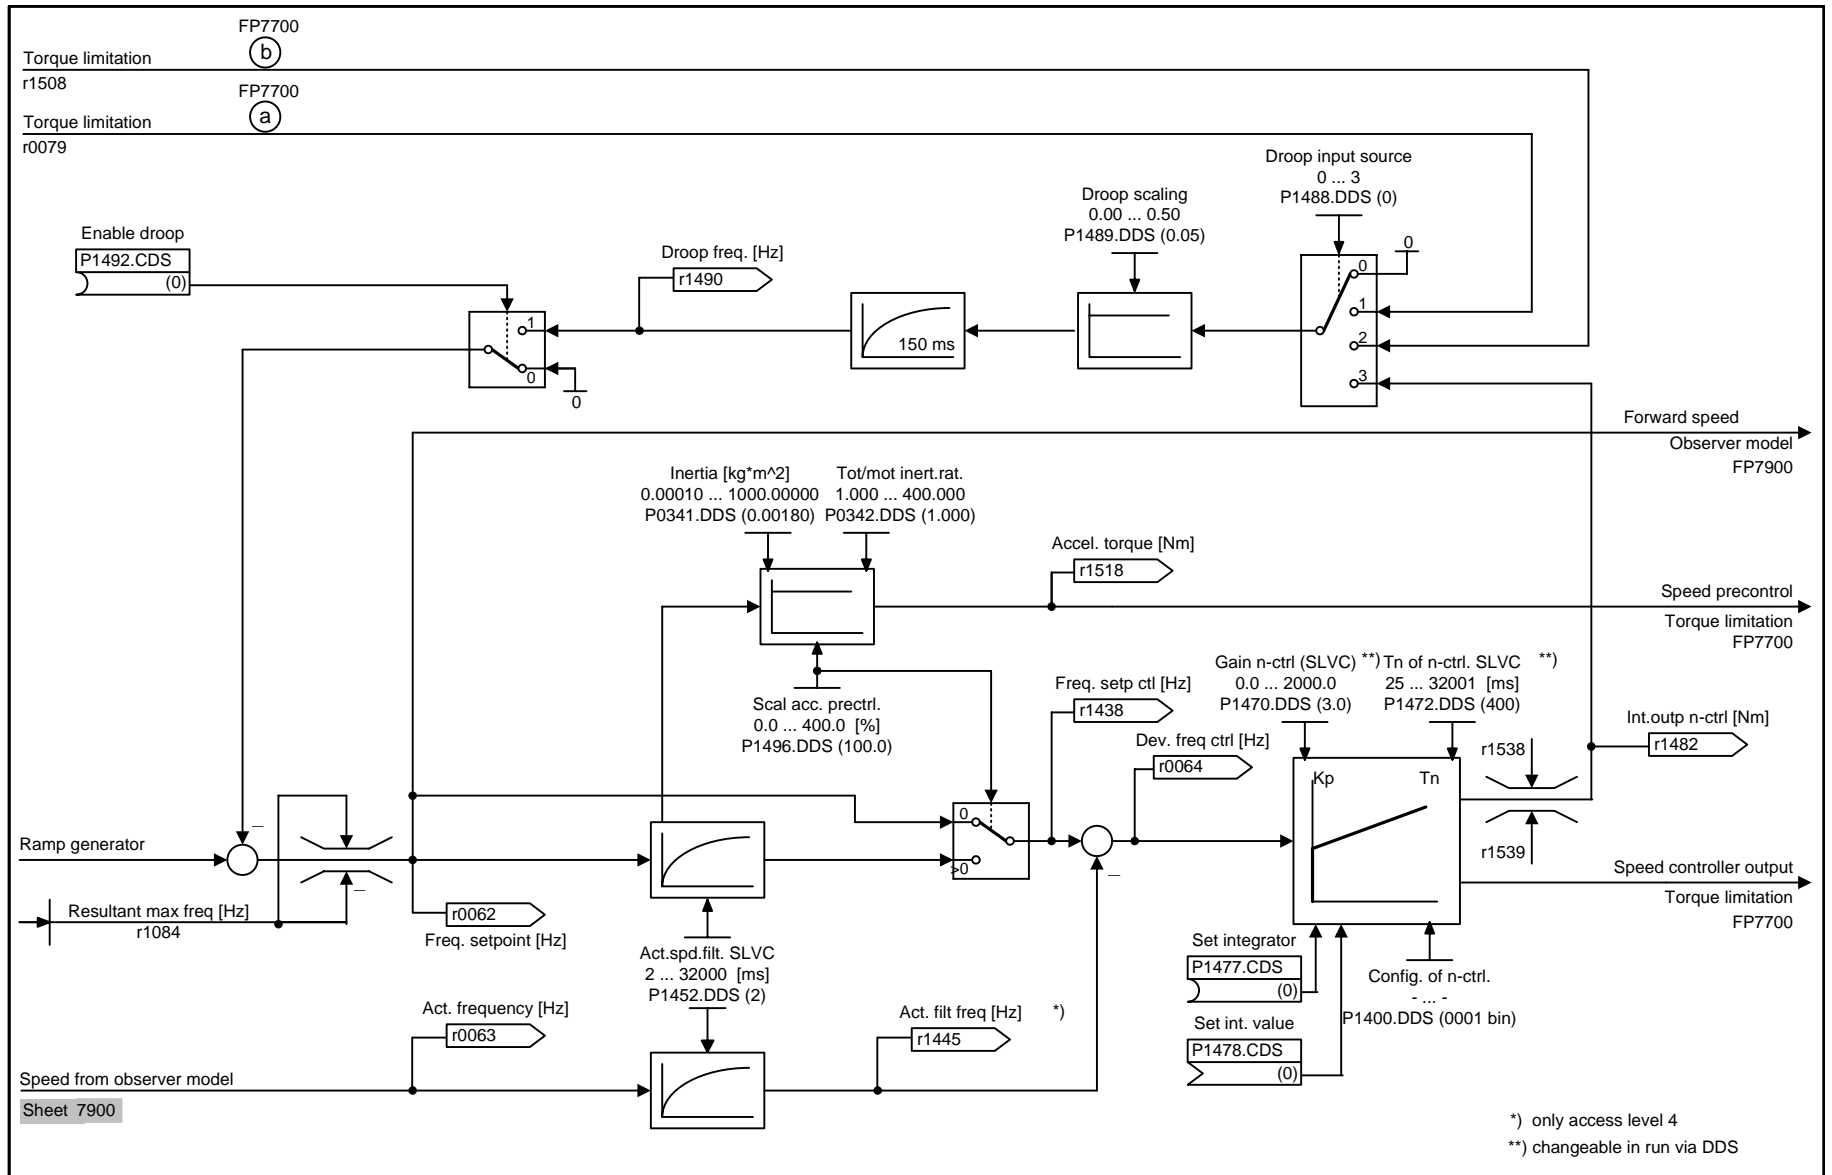 FP7700
b
Torque limitation
r1508
FP7700
a
Torque limitation
r0079
Droop input source
0 ... 3
P1488.DDS (0)
Droop scaling
0.00 ... 0.50
P1489.DDS (0.05)
Enable droop
P1492.CDS
(0)
Droop freq. [Hz]
r1490
0
0
1
2
3
1
0
0
150 ms
Forward speed
Observer model
FP7900
Inertia [kg*m^2]
0.00010 ... 1000.00000
P0341.DDS (0.00180)
Tot/mot inert.rat.
1.000 ... 400.000
P0342.DDS (1.000)
Accel. torque [Nm]
r1518
Speed precontrol
Torque limitation
FP7700
Scal acc. prectrl.
0.0 ... 400.0 [%]
P1496.DDS (100.0)
Freq. setp ctl [Hz]
r1438
Gain n-ctrl (SLVC) **)
0.0 ... 2000.0
P1470.DDS (3.0)
Tn of n-ctrl. SLVC **)
25 ... 32001 [ms]
P1472.DDS (400)
Int.outp n-ctrl [Nm]
r1482
Dev. freq ctrl [Hz]
r0064
r1538
Kp
Tn
r1539
_
Ramp generator
_
0
>0
_
Resultant max freq [Hz]
r1084
r0062
Freq. setpoint [Hz]
Speed controller output
Torque limitation
FP7700
Act.spd.filt. SLVC
2 ... 32000 [ms]
P1452.DDS (2)
Set integrator
P1477.CDS
(0)
Config. of n-ctrl.
- ... -
P1400.DDS (0001 bin)
Set int. value
P1478.CDS
(0)
Act. frequency [Hz]
r0063
Act. filt freq [Hz] *)
r1445
Speed from observer model
Sheet 7900
*) only access level 4
**) changeable in run via DDS